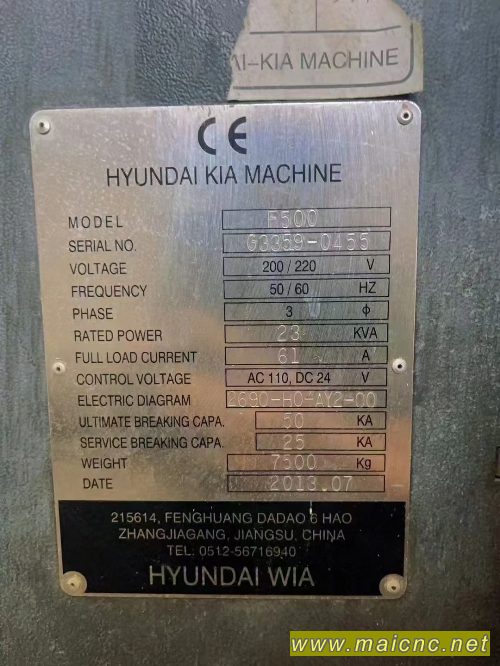 AI-KIA MACHINE
CE
HYUNDAI KIA MACHINE
MODEL F500
SERIAL NO. G3359-0455
VOLTAGE 200 / 220 V
FREQUENCY 50 / 60 HZ
PHASE 3 ϕ
RATED POWER 23 KVA
FULL LOAD CURRENT 61 A
CONTROL VOLTAGE AC 110, DC 24 V
ELECTRIC DIAGRAM 2690-H0-AY2-00
ULTIMATE BREAKING CAPA. 50 KA
SERVICE BREAKING CAPA. 25 KA
WEIGHT 7500 Kg
DATE 2013.07
215614, FENGHUANG DADAO 6 HAO
ZHANGJIAGANG, JIANGSU. CHINA
TEL: 0512-56716940
HYUNDAI WIA
www.maicnc.net